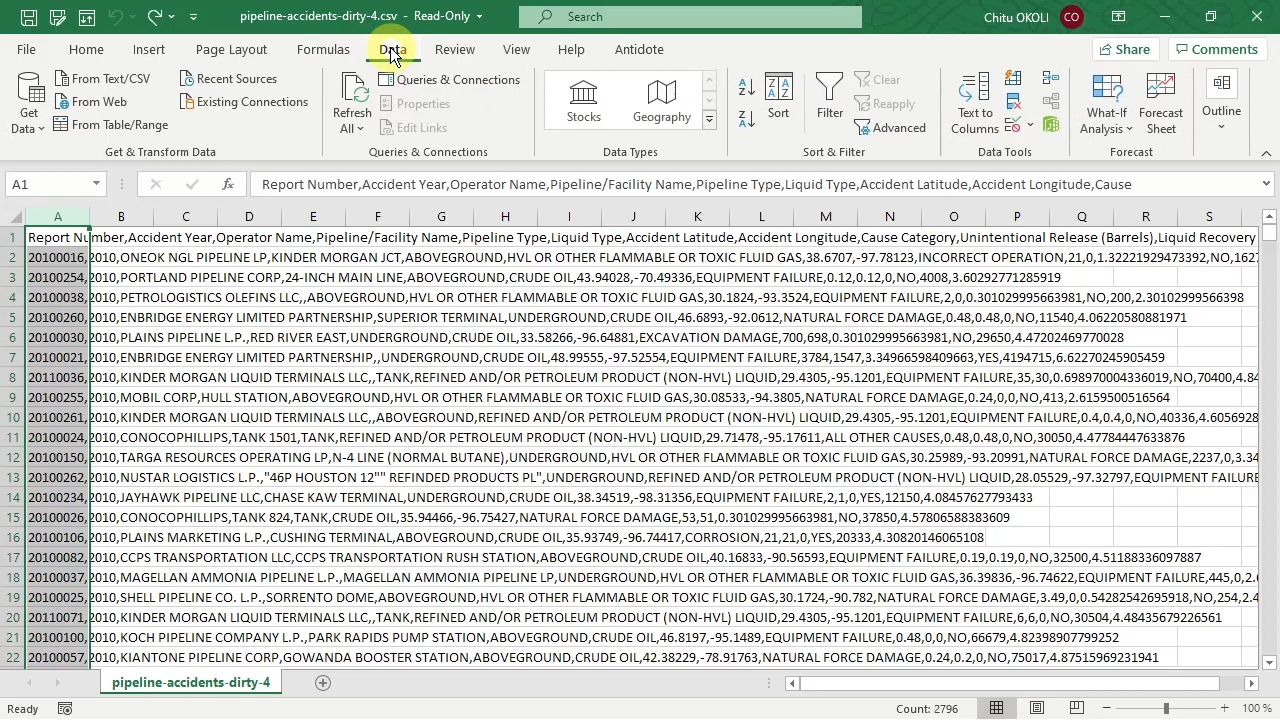 pipeline-accidents-dirty-4.csv - Read-Only
Search
Chitu OKOLI
CO
File Home Insert Page Layout Formulas Data Review View Help Antidote
Share Comments
Get Data
From Text/CSV
From Web
From Table/Range
Recent Sources
Existing Connections
Get & Transform Data
Refresh All
Queries & Connections
Properties
Edit Links
Queries & Connections
Stocks
Geography
Data Types
Sort
Filter
Clear
Reapply
Advanced
Sort & Filter
Text to Columns
Data Tools
What-If Analysis
Forecast Sheet
Forecast
Outline
A1
fx
Report Number,Accident Year,Operator Name,Pipeline/Facility Name,Pipeline Type,Liquid Type,Accident Latitude,Accident Longitude,Cause
A B C D E F G H I J K L M N O P Q R S
1 Report Number,Accident Year,Operator Name,Pipeline/Facility Name,Pipeline Type,Liquid Type,Accident Latitude,Accident Longitude,Cause Category,Unintentional Release (Barrels),Liquid Recovery
2 20100016,2010,ONEOK NGL PIPELINE LP,KINDER MORGAN JCT,ABOVEGROUND,HVL OR OTHER FLAMMABLE OR TOXIC FLUID GAS,38.6707,-97.78123,INCORRECT OPERATION,21,0,1.32221929473392,NO,1627
3 20100254,2010,PORTLAND PIPELINE CORP,24-INCH MAIN LINE,ABOVEGROUND,CRUDE OIL,43.94028,-70.49336,EQUIPMENT FAILURE,0.12,0.12,0,NO,4008,3.60292771285919
4 20100038,2010,PETROLOGISTICS OLEFINS LLC,,ABOVEGROUND,HVL OR OTHER FLAMMABLE OR TOXIC FLUID GAS,30.1824,-93.3524,EQUIPMENT FAILURE,2,0,0.301029995663981,NO,200,2.30102999566398
5 20100260,2010,ENBRIDGE ENERGY LIMITED PARTNERSHIP,SUPERIOR TERMINAL,UNDERGROUND,CRUDE OIL,46.6893,-92.0612,NATURAL FORCE DAMAGE,0.48,0.48,0,NO,11540,4.06220580881971
6 20100030,2010,PLAINS PIPELINE L.P.,RED RIVER EAST,UNDERGROUND,CRUDE OIL,33.58266,-96.64881,EXCAVATION DAMAGE,700,698,0.301029995663981,NO,29650,4.47202469770028
7 20100021,2010,ENBRIDGE ENERGY LIMITED PARTNERSHIP,,UNDERGROUND,CRUDE OIL,48.99555,-97.52554,EQUIPMENT FAILURE,3784,1547,3.34966598409663,YES,4194715,6.62270245905459
8 20110036,2010,KINDER MORGAN LIQUID TERMINALS LLC,,TANK,REFINED AND/OR PETROLEUM PRODUCT (NON-HVL) LIQUID,29.4305,-95.1201,EQUIPMENT FAILURE,35,30,0.698970004336019,NO,70400,4.84
9 20100255,2010,MOBIL CORP,HULL STATION,ABOVEGROUND,HVL OR OTHER FLAMMABLE OR TOXIC FLUID GAS,30.08533,-94.3805,NATURAL FORCE DAMAGE,0.24,0,0,NO,413,2.6159500516564
10 20100261,2010,KINDER MORGAN LIQUID TERMINALS LLC,,ABOVEGROUND,REFINED AND/OR PETROLEUM PRODUCT (NON-HVL) LIQUID,29.4305,-95.1201,EQUIPMENT FAILURE,0.4,0.4,0,NO,40336,4.6056928
11 20100024,2010,CONOCOPHILLIPS,TANK 1501,TANK,REFINED AND/OR PETROLEUM PRODUCT (NON-HVL) LIQUID,29.71478,-95.17611,ALL OTHER CAUSES,0.48,0.48,0,NO,30050,4.47784447633876
12 20100150,2010,TARGA RESOURCES OPERATING LP,N-4 LINE (NORMAL BUTANE),UNDERGROUND,HVL OR OTHER FLAMMABLE OR TOXIC FLUID GAS,30.25989,-93.20991,NATURAL FORCE DAMAGE,2237,0,3.34
13 20100262,2010,NUSTAR LOGISTICS L.P.,"46P HOUSTON 12"" REFINDED PRODUCTS PL",UNDERGROUND,REFINED AND/OR PETROLEUM PRODUCT (NON-HVL) LIQUID,28.05529,-97.32797,EQUIPMENT FAILURE
14 20100234,2010,JAYHAWK PIPELINE LLC,CHASE KAW TERMINAL,UNDERGROUND,CRUDE OIL,38.34519,-98.31356,EQUIPMENT FAILURE,2,1,0,YES,12150,4.08457627793433
15 20100026,2010,CONOCOPHILLIPS,TANK 824,TANK,CRUDE OIL,35.94466,-96.75427,NATURAL FORCE DAMAGE,53,51,0.301029995663981,NO,37850,4.57806588383609
16 20100106,2010,PLAINS MARKETING L.P.,CUSHING TERMINAL,ABOVEGROUND,CRUDE OIL,35.93749,-96.74417,CORROSION,21,21,0,YES,20333,4.30820146065108
17 20100082,2010,CCPS TRANSPORTATION LLC,CCPS TRANSPORTATION RUSH STATION,ABOVEGROUND,CRUDE OIL,40.16833,-90.56593,EQUIPMENT FAILURE,0.19,0.19,0,NO,32500,4.51188336097887
18 20100037,2010,MAGELLAN AMMONIA PIPELINE L.P.,MAGELLAN AMMONIA PIPELINE LP,UNDERGROUND,HVL OR OTHER FLAMMABLE OR TOXIC FLUID GAS,36.39836,-96.74622,EQUIPMENT FAILURE,445,0,2.6
19 20100025,2010,SHELL PIPELINE CO. L.P.,SORRENTO DOME,ABOVEGROUND,HVL OR OTHER FLAMMABLE OR TOXIC FLUID GAS,30.1724,-90.782,NATURAL FORCE DAMAGE,3.49,0,0.54282542695918,NO,254,2.4
20 20110071,2010,KINDER MORGAN LIQUID TERMINALS LLC,,TANK,REFINED AND/OR PETROLEUM PRODUCT (NON-HVL) LIQUID,29.4305,-95.1201,EQUIPMENT FAILURE,6,6,0,NO,30504,4.48435679226561
21 20100100,2010,KOCH PIPELINE COMPANY L.P.,PARK RAPIDS PUMP STATION,ABOVEGROUND,CRUDE OIL,46.8197,-95.1489,EQUIPMENT FAILURE,0.48,0,0,NO,66679,4.82398907799252
22 20100057,2010,KIANTONE PIPELINE CORP,GOWANDA BOOSTER STATION,ABOVEGROUND,CRUDE OIL,42.38229,-78.91763,NATURAL FORCE DAMAGE,0.24,0.2,0,NO,75017,4.87515969231941
pipeline-accidents-dirty-4
Ready
Count: 2796
100 %